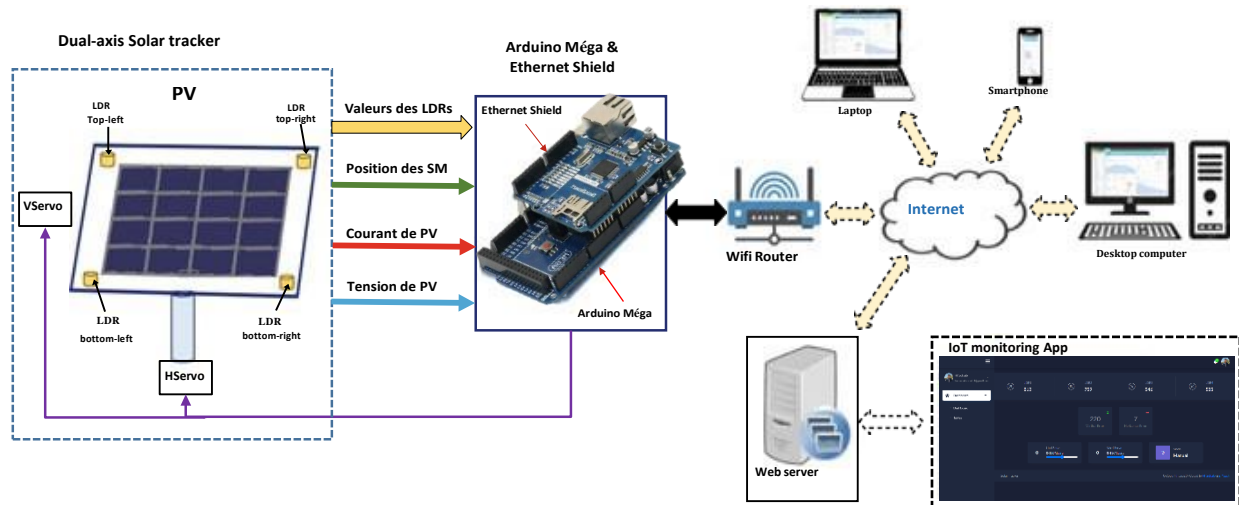 Dual-axis Solar tracker
PV
LDR
Top-left
LDR
top-right
VServo
LDR
bottom-left
LDR
bottom-right
HServo
Valeurs des LDRs
Position des SM
Courant de PV
Tension de PV
Arduino Méga &
Ethernet Shield
Ethernet Shield
Arduino Méga
Wifi Router
Internet
Laptop
Smartphone
Desktop computer
Web server
IoT monitoring App
Manual